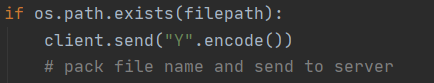 if os.path.exists(filepath):
    client.send("Y".encode())
    # pack file name and send to server